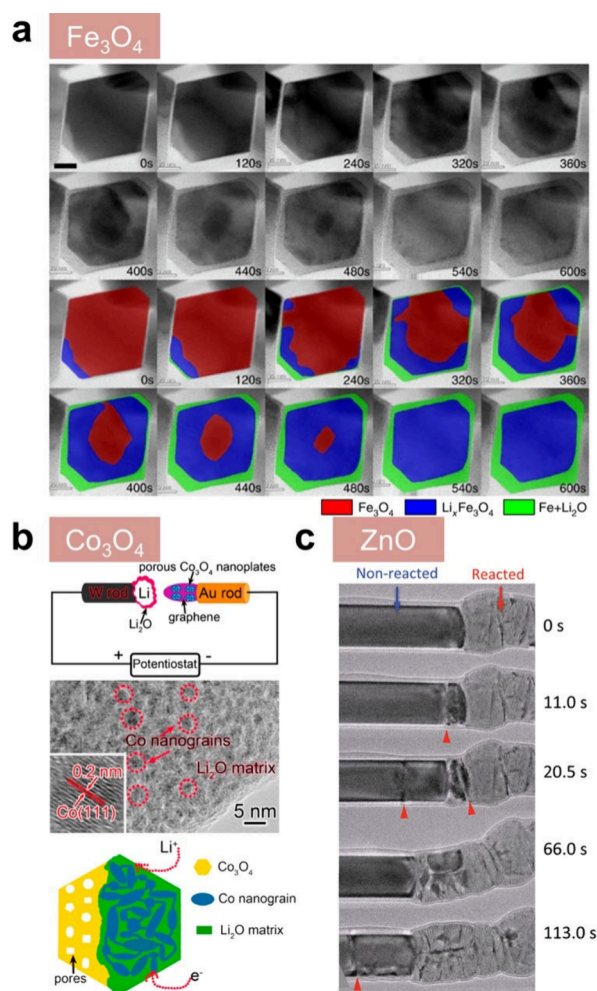 a
Fe₃O₄
0s
120s
240s
320s
360s
400s
440s
480s
540s
600s
0s
120s
240s
320s
360s
400s
440s
480s
540s
600s
Fe₃O₄
LiₓFe₃O₄
Fe+Li₂O
b
Co₃O₄
porous Co₃O₄ nanoplates
W rod
Li
Au rod
Li₂O
graphene
+
Potentiostat
-
Co nanograins
0.2 nm
Li₂O matrix
Co(111)
5 nm
Li⁺
Co₃O₄
Co nanograin
Li₂O matrix
pores
e⁻
c
ZnO
Non-reacted
Reacted
0 s
11.0 s
20.5 s
66.0 s
113.0 s